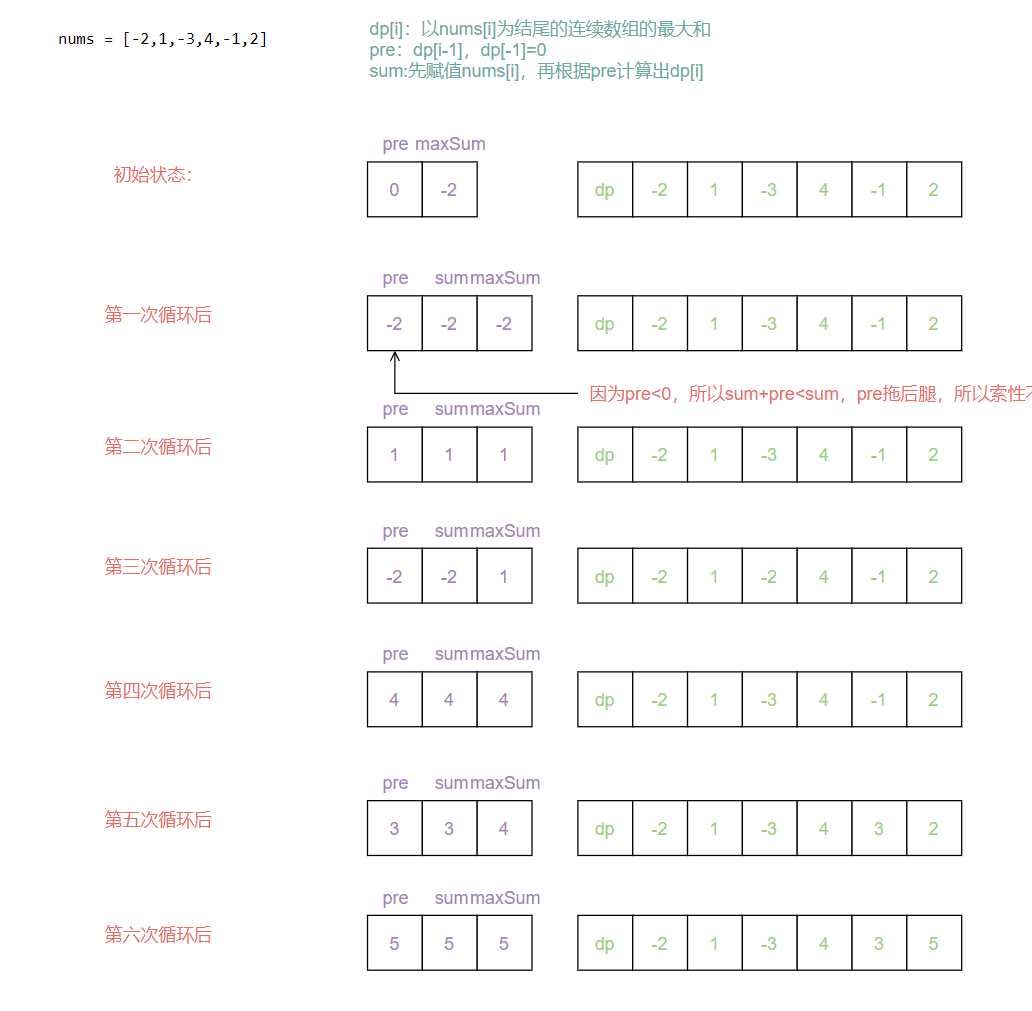 nums = [-2,1,-3,4,-1,2]
dp[i]：以nums[i]为结尾的连续数组的最大和
pre：dp[i-1]，dp[-1]=0
sum:先赋值nums[i]，再根据pre计算出dp[i]
pre maxSum
初始状态：
0 -2 dp -2 1 -3 4 -1 2
pre sum maxSum
第一次循环后
-2 -2 -2 dp -2 1 -3 4 -1 2
因为pre<0，所以sum+pre<sum，pre拖后腿，所以索性
pre sum maxSum
第二次循环后
1 1 1 dp -2 1 -3 4 -1 2
pre sum maxSum
第三次循环后
-2 -2 1 dp -2 1 -2 4 -1 2
pre sum maxSum
第四次循环后
4 4 4 dp -2 1 -3 4 -1 2
pre sum maxSum
第五次循环后
3 3 4 dp -2 1 -3 4 3 2
pre sum maxSum
第六次循环后
5 5 5 dp -2 1 -3 4 3 5